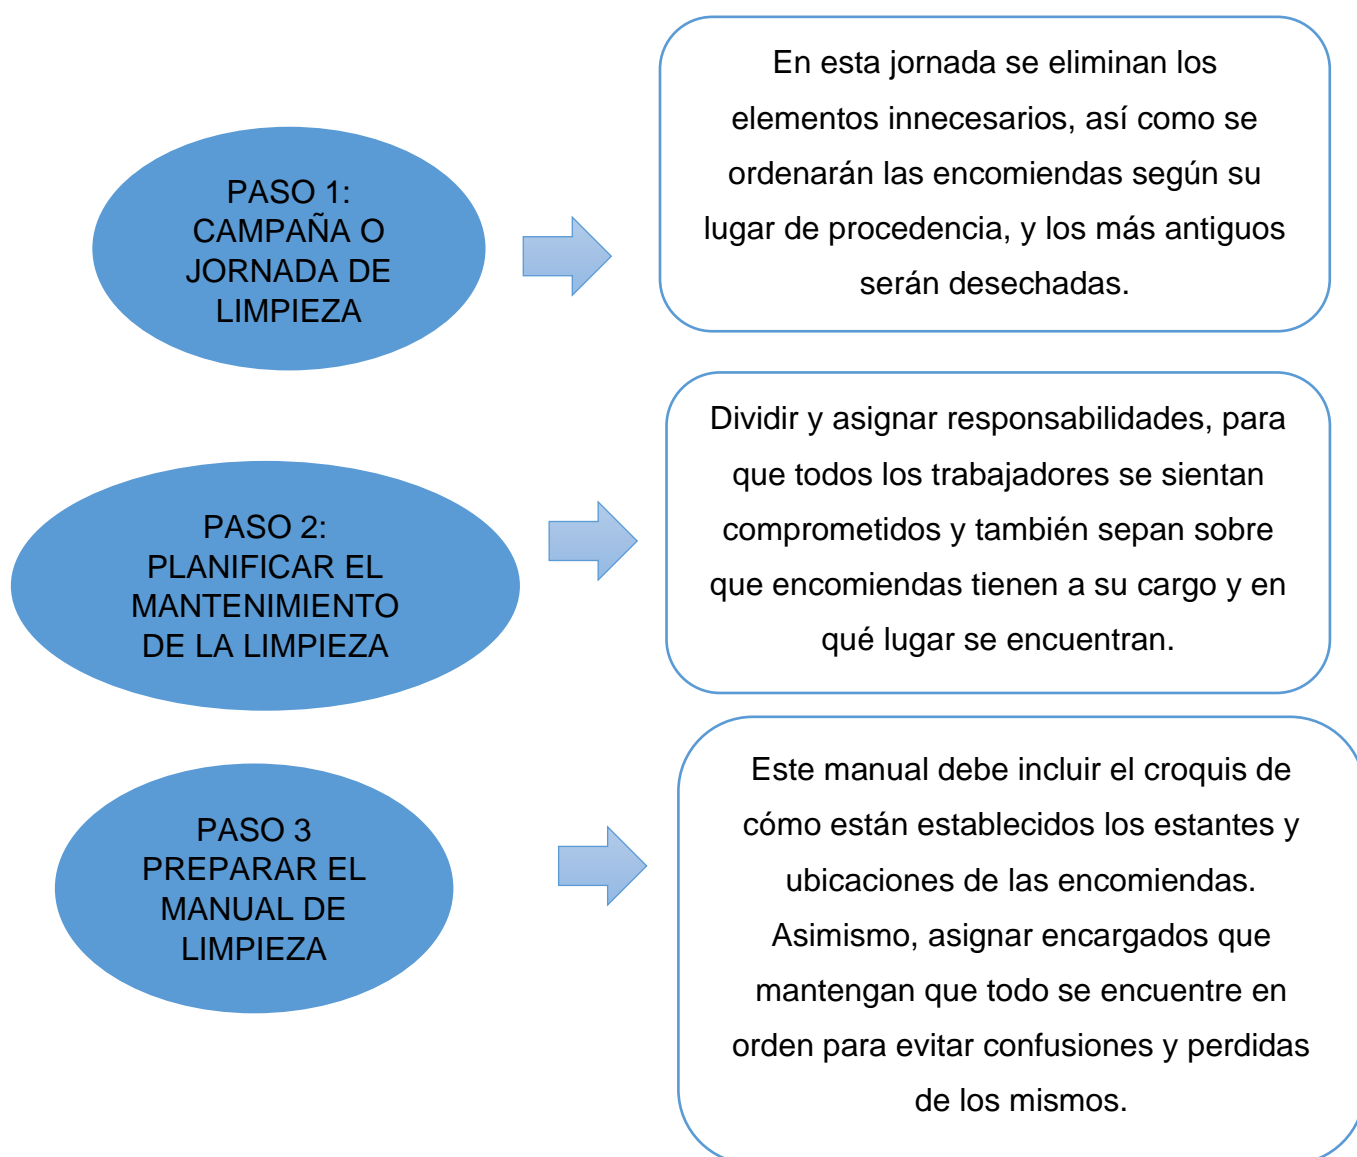 PASO 1:
CAMPAÑA O
JORNADA DE
LIMPIEZA
En esta jornada se eliminan los
elementos innecesarios, así como se
ordenarán las encomiendas según su
lugar de procedencia, y los más antiguos
serán desechadas.
PASO 2:
PLANIFICAR EL
MANTENIMIENTO
DE LA LIMPIEZA
Dividir y asignar responsabilidades, para
que todos los trabajadores se sientan
comprometidos y también sepan sobre
que encomiendas tienen a su cargo y en
qué lugar se encuentran.
PASO 3
PREPARAR EL
MANUAL DE
LIMPIEZA
Este manual debe incluir el croquis de
cómo están establecidos los estantes y
ubicaciones de las encomiendas.
Asimismo, asignar encargados que
mantengan que todo se encuentre en
orden para evitar confusiones y perdidas
de los mismos.